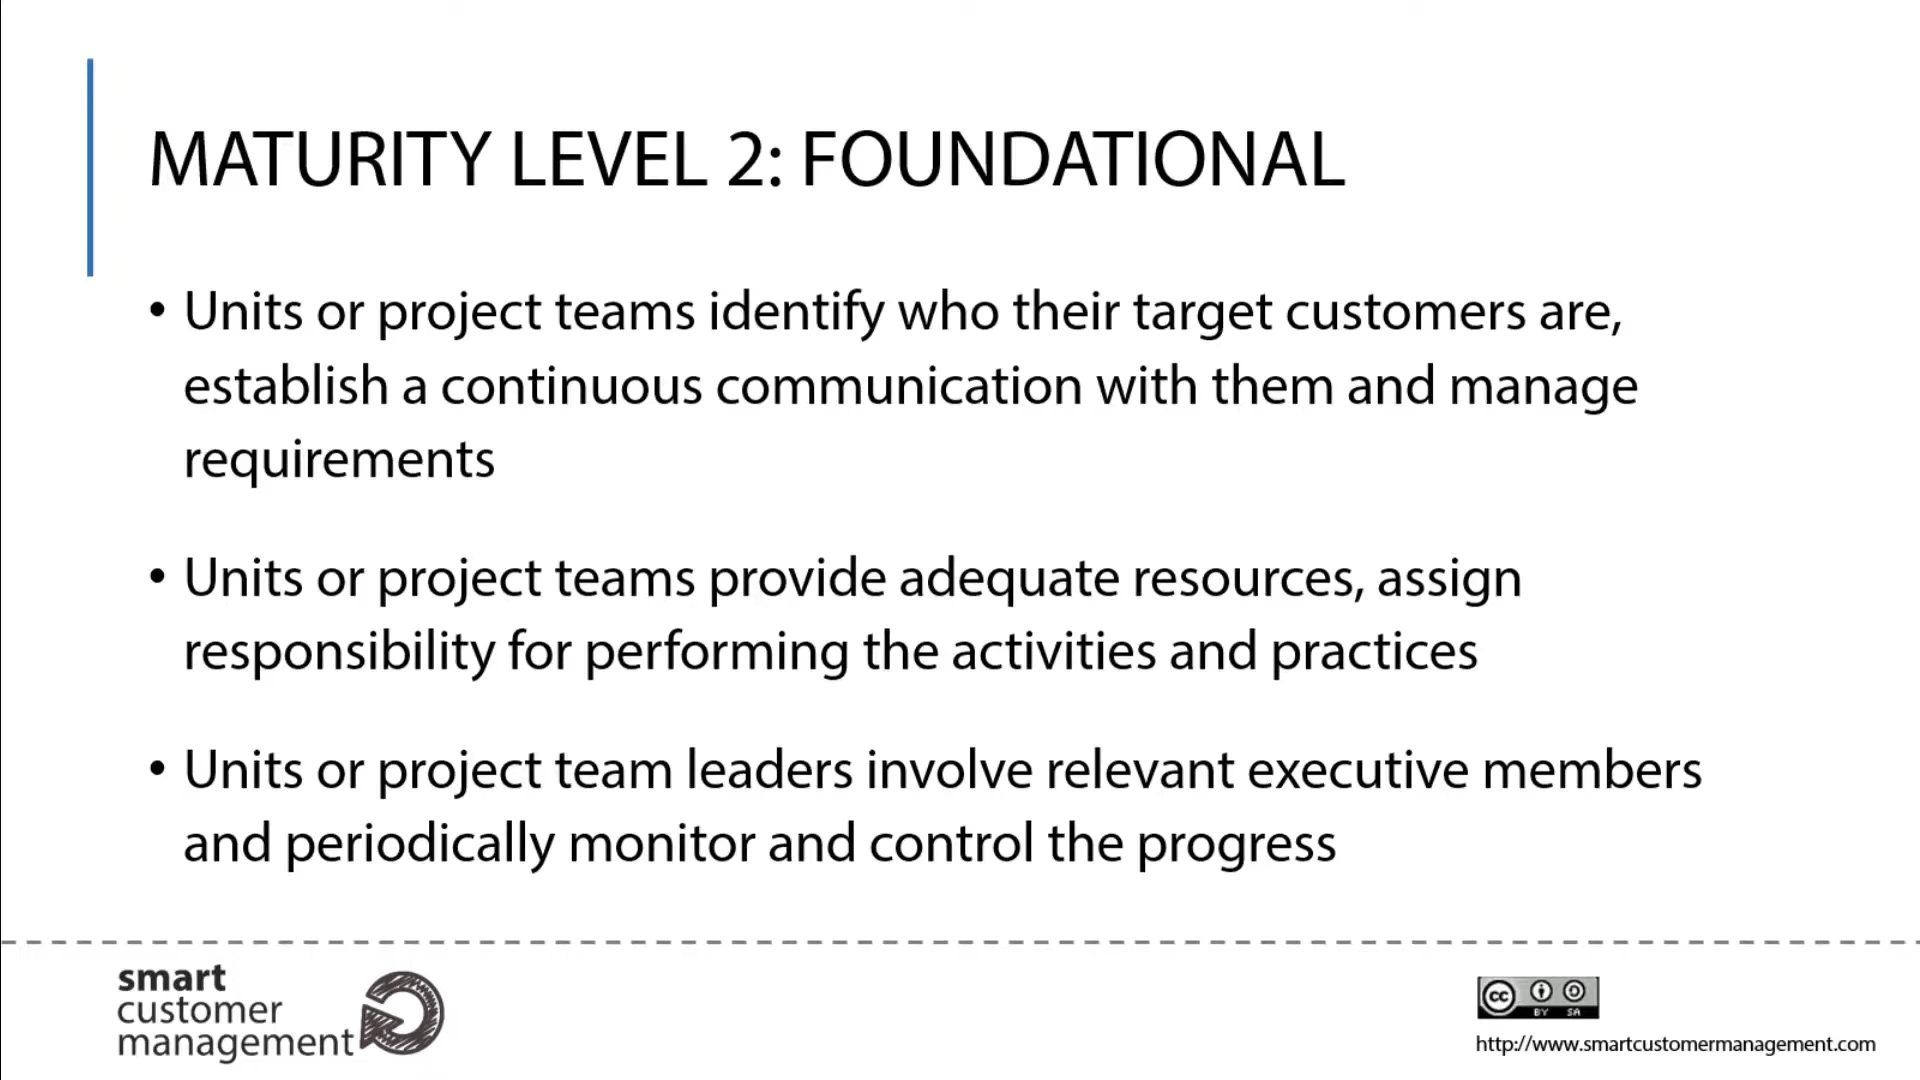 MATURITY LEVEL 2: FOUNDATIONAL
• Units or project teams identify who their target customers are,
establish a continuous communication with them and manage
requirements
• Units or project teams provide adequate resources, assign
responsibility for performing the activities and practices
• Units or project team leaders involve relevant executive members
and periodically monitor and control the progress
smart
customer
management
cc BY SA
http://www.smartcustomermanagement.com